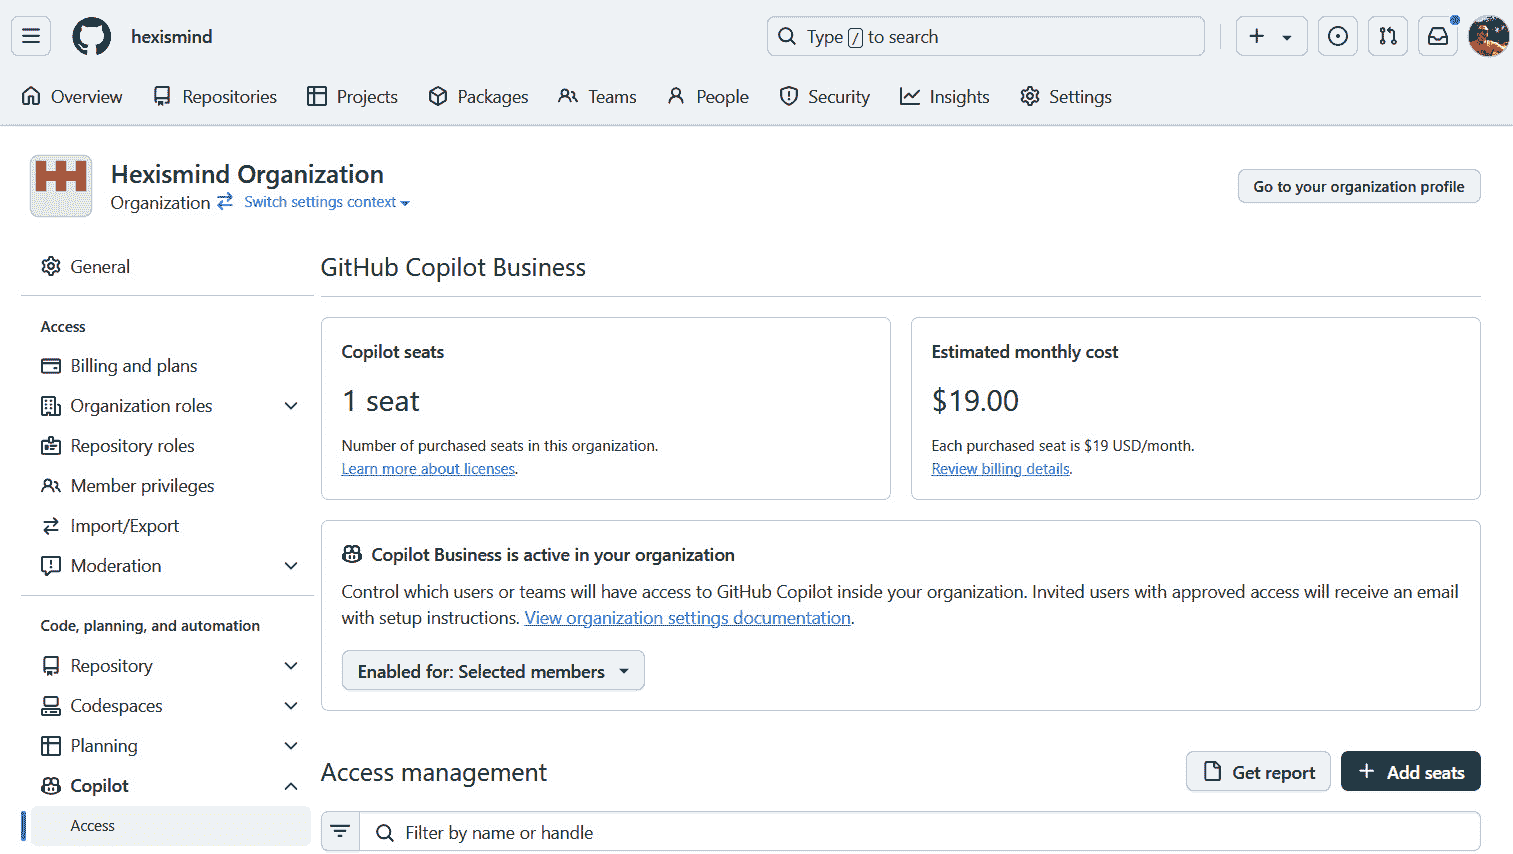 hexismind
Type / to search
Overview
Repositories
Projects
Packages
Teams
People
Security
Insights
Settings
Hexismind Organization
Organization
Switch settings context
Go to your organization profile
General
Access
Billing and plans
Organization roles
Repository roles
Member privileges
Import/Export
Moderation
Code, planning, and automation
Repository
Codespaces
Planning
Copilot
Access
GitHub Copilot Business
Copilot seats
1 seat
Number of purchased seats in this organization.
Learn more about licenses.
Estimated monthly cost
$19.00
Each purchased seat is $19 USD/month.
Review billing details.
Copilot Business is active in your organization
Control which users or teams will have access to GitHub Copilot inside your organization. Invited users with approved access will receive an email
with setup instructions. View organization settings documentation.
Enabled for: Selected members
Access management
Get report
Add seats
Filter by name or handle